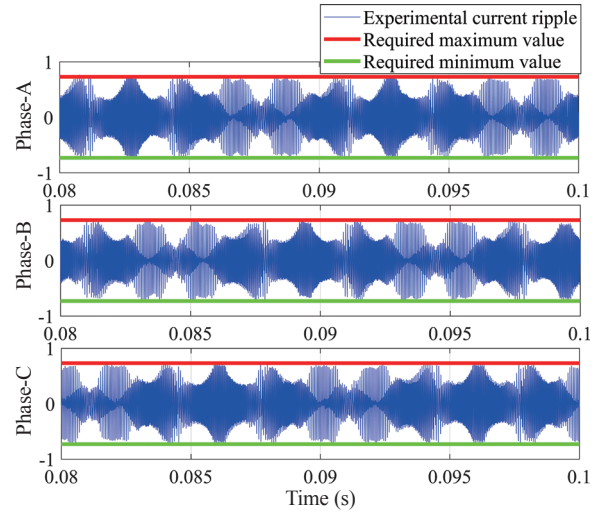 Experimental current ripple
Required maximum value
Required minimum value
1
0
-1
Phase-A
0.08 0.085 0.09 0.095 0.1
1
0
-1
Phase-B
0.08 0.085 0.09 0.095 0.1
1
0
-1
Phase-C
0.08 0.085 0.09 0.095 0.1
Time (s)